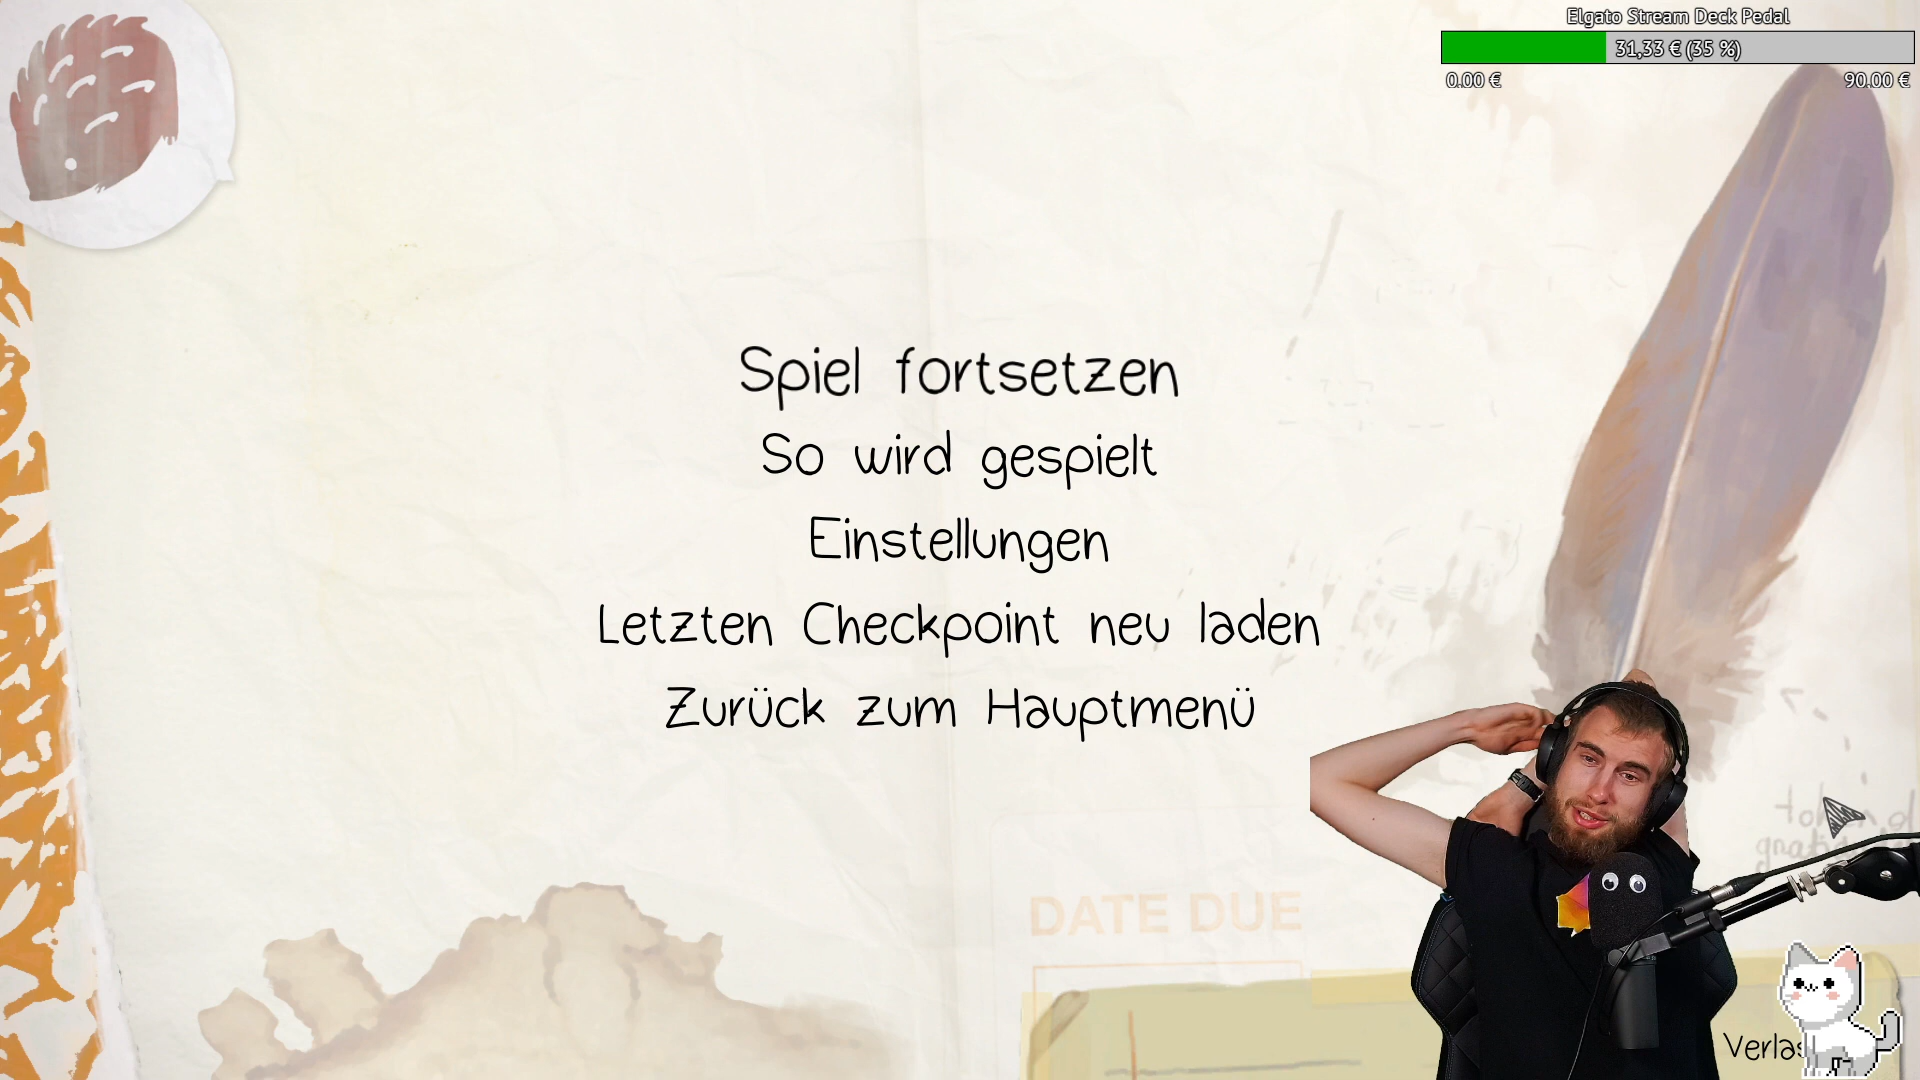 Elgato Stream Deck Pedal
31,33 € (35 %)
0.00 €
90.00 €
Spiel fortsetzen
So wird gespielt
Einstellungen
Letzten Checkpoint neu laden
Zurück zum Hauptmenü
DATE DUE